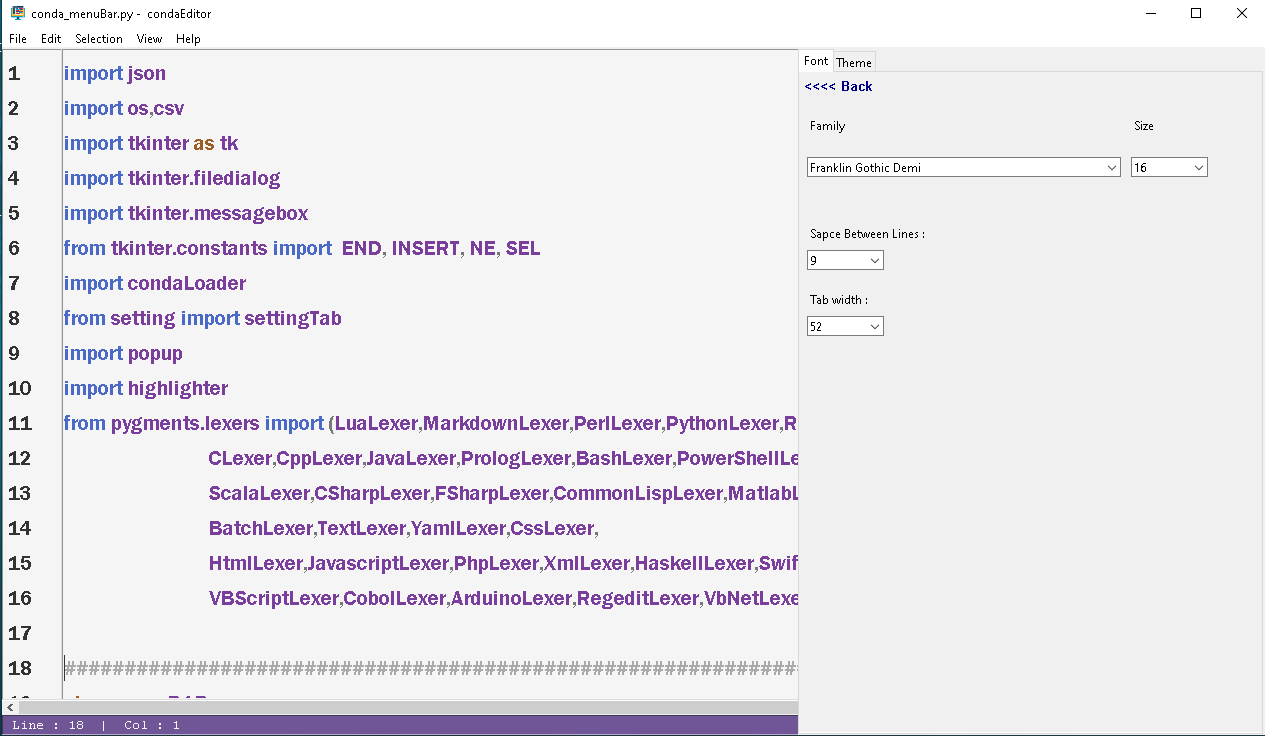 conda_menuBar.py - condaEditor
File Edit Selection View Help
1 import json
2 import os,csv
3 import tkinter as tk
4 import tkinter.filedialog
5 import tkinter.messagebox
6 from tkinter.constants import END, INSERT, NE, SEL
7 import condaLoader
8 from setting import settingTab
9 import popup
10 import highlighter
11 from pygments.lexers import (LuaLexer,MarkdownLexer,PerlLexer,PythonLexer,R
12 CLexer,CppLexer,JavaLexer,PrologLexer,BashLexer,PowerShellLe
13 ScalaLexer,CSharpLexer,FSharpLexer,CommonLispLexer,MatlabL
14 BatchLexer,TextLexer,YamlLexer,CssLexer,
15 HtmlLexer,JavascriptLexer,PhpLexer,XmlLexer,HaskellLexer,Swif
16 VBScriptLexer,CobolLexer,ArduinoLexer,RegeditLexer,VbNetLexe
17
18 #############################################################
Line : 18 | Col : 1
Font Theme
<<<< Back
Family Size
Franklin Gothic Demi 16
Sapce Between Lines :
9
Tab width :
52